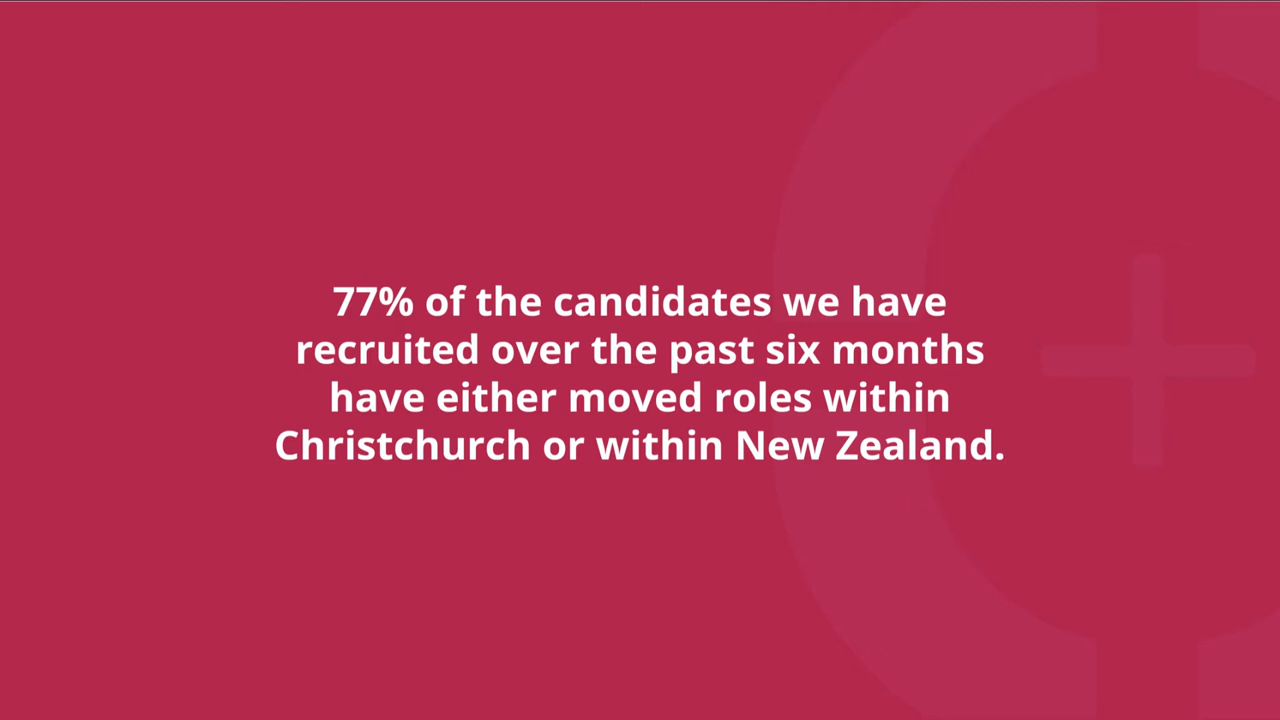 77% of the candidates we have
recruited over the past six months
have either moved roles within
Christchurch or within New Zealand.